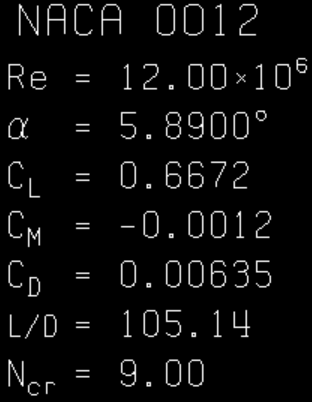 NACA 0012
Re = 12.00×10⁶
α = 5.8900°
C_L = 0.6672
C_M = -0.0012
C_D = 0.00635
L/D = 105.14
N_cr = 9.00